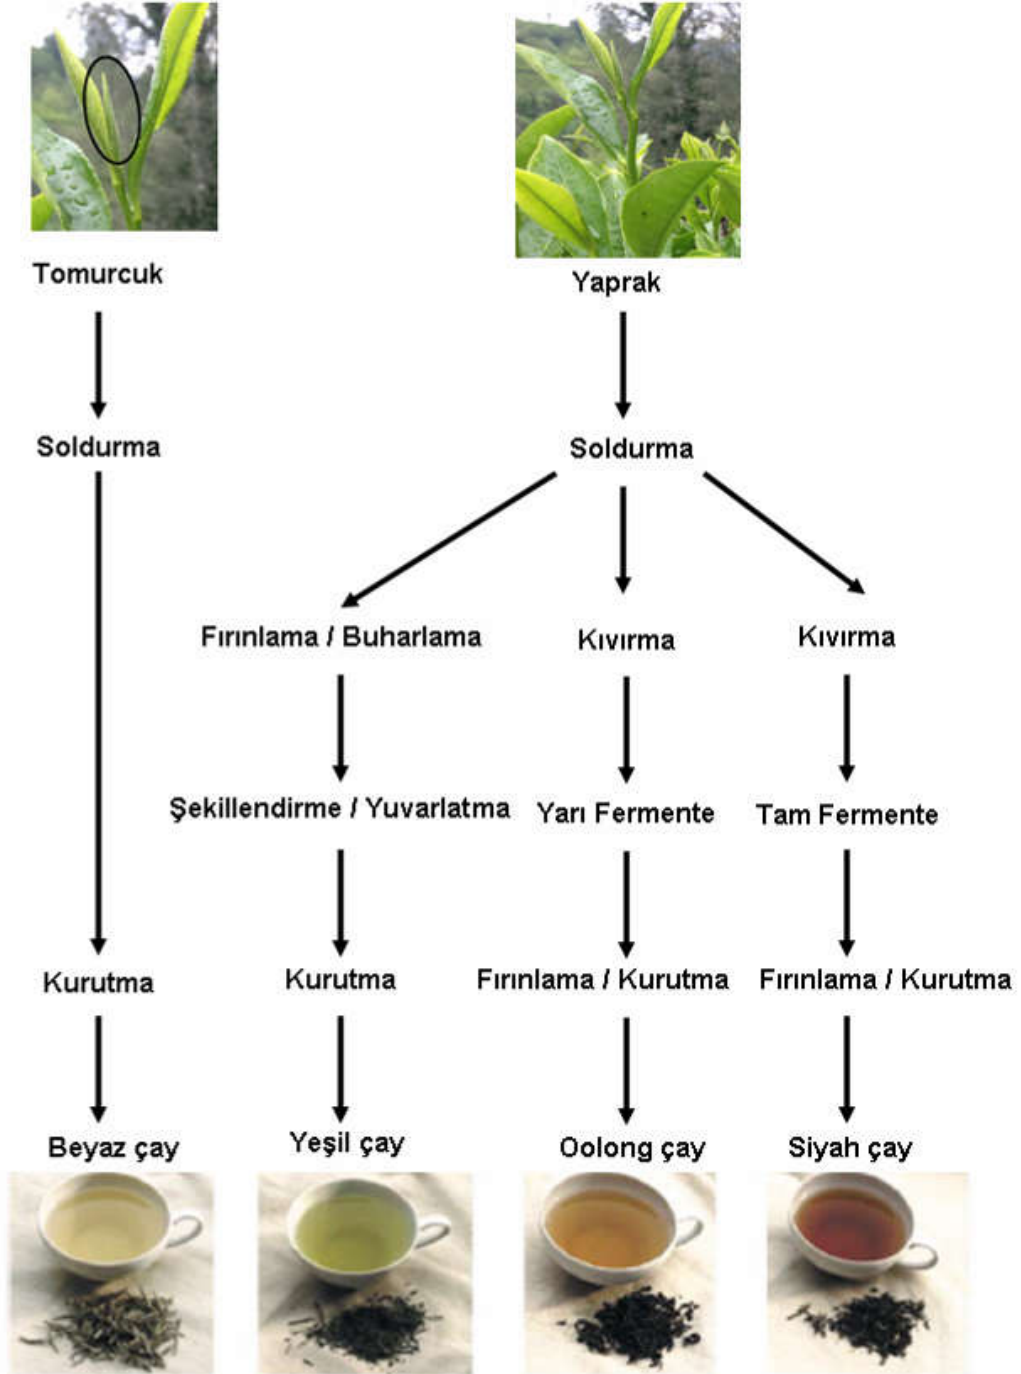 Tomurcuk
Yaprak
Soldurma
Soldurma
Fırınlama / Buharlama
Kıvırma
Kıvırma
Şekillendirme / Yuvarlatma
Yarı Fermente
Tam Fermente
Kurutma
Kurutma
Fırınlama / Kurutma
Fırınlama / Kurutma
Beyaz çay
Yeşil çay
Oolong çay
Siyah çay